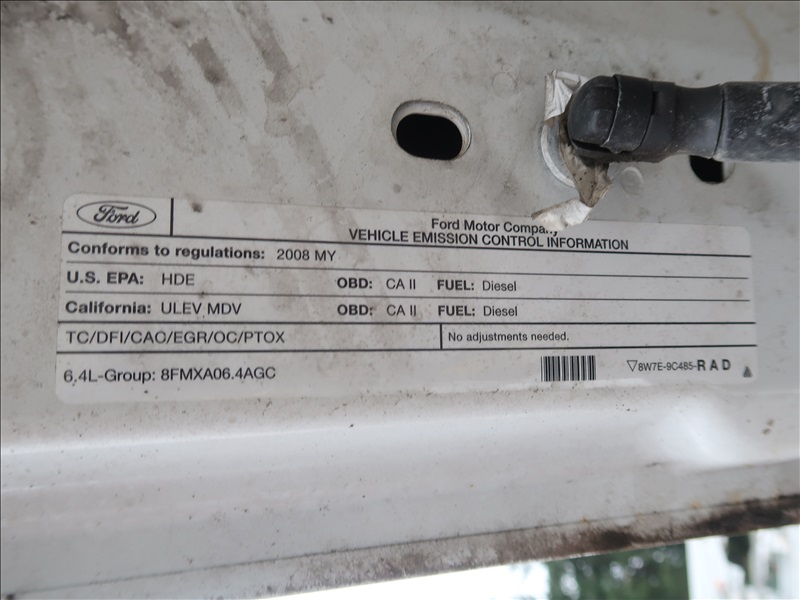 Ford
Ford Motor Company
VEHICLE EMISSION CONTROL INFORMATION
Conforms to regulations: 2008 MY
U.S. EPA: HDE OBD: CA II FUEL: Diesel
California: ULEV MDV OBD: CA II FUEL: Diesel
TC/DFI/CAC/EGR/OC/PTOX No adjustments needed.
6.4L-Group: 8FMXA06.4AGC ▽8W7E-9C485-R A D